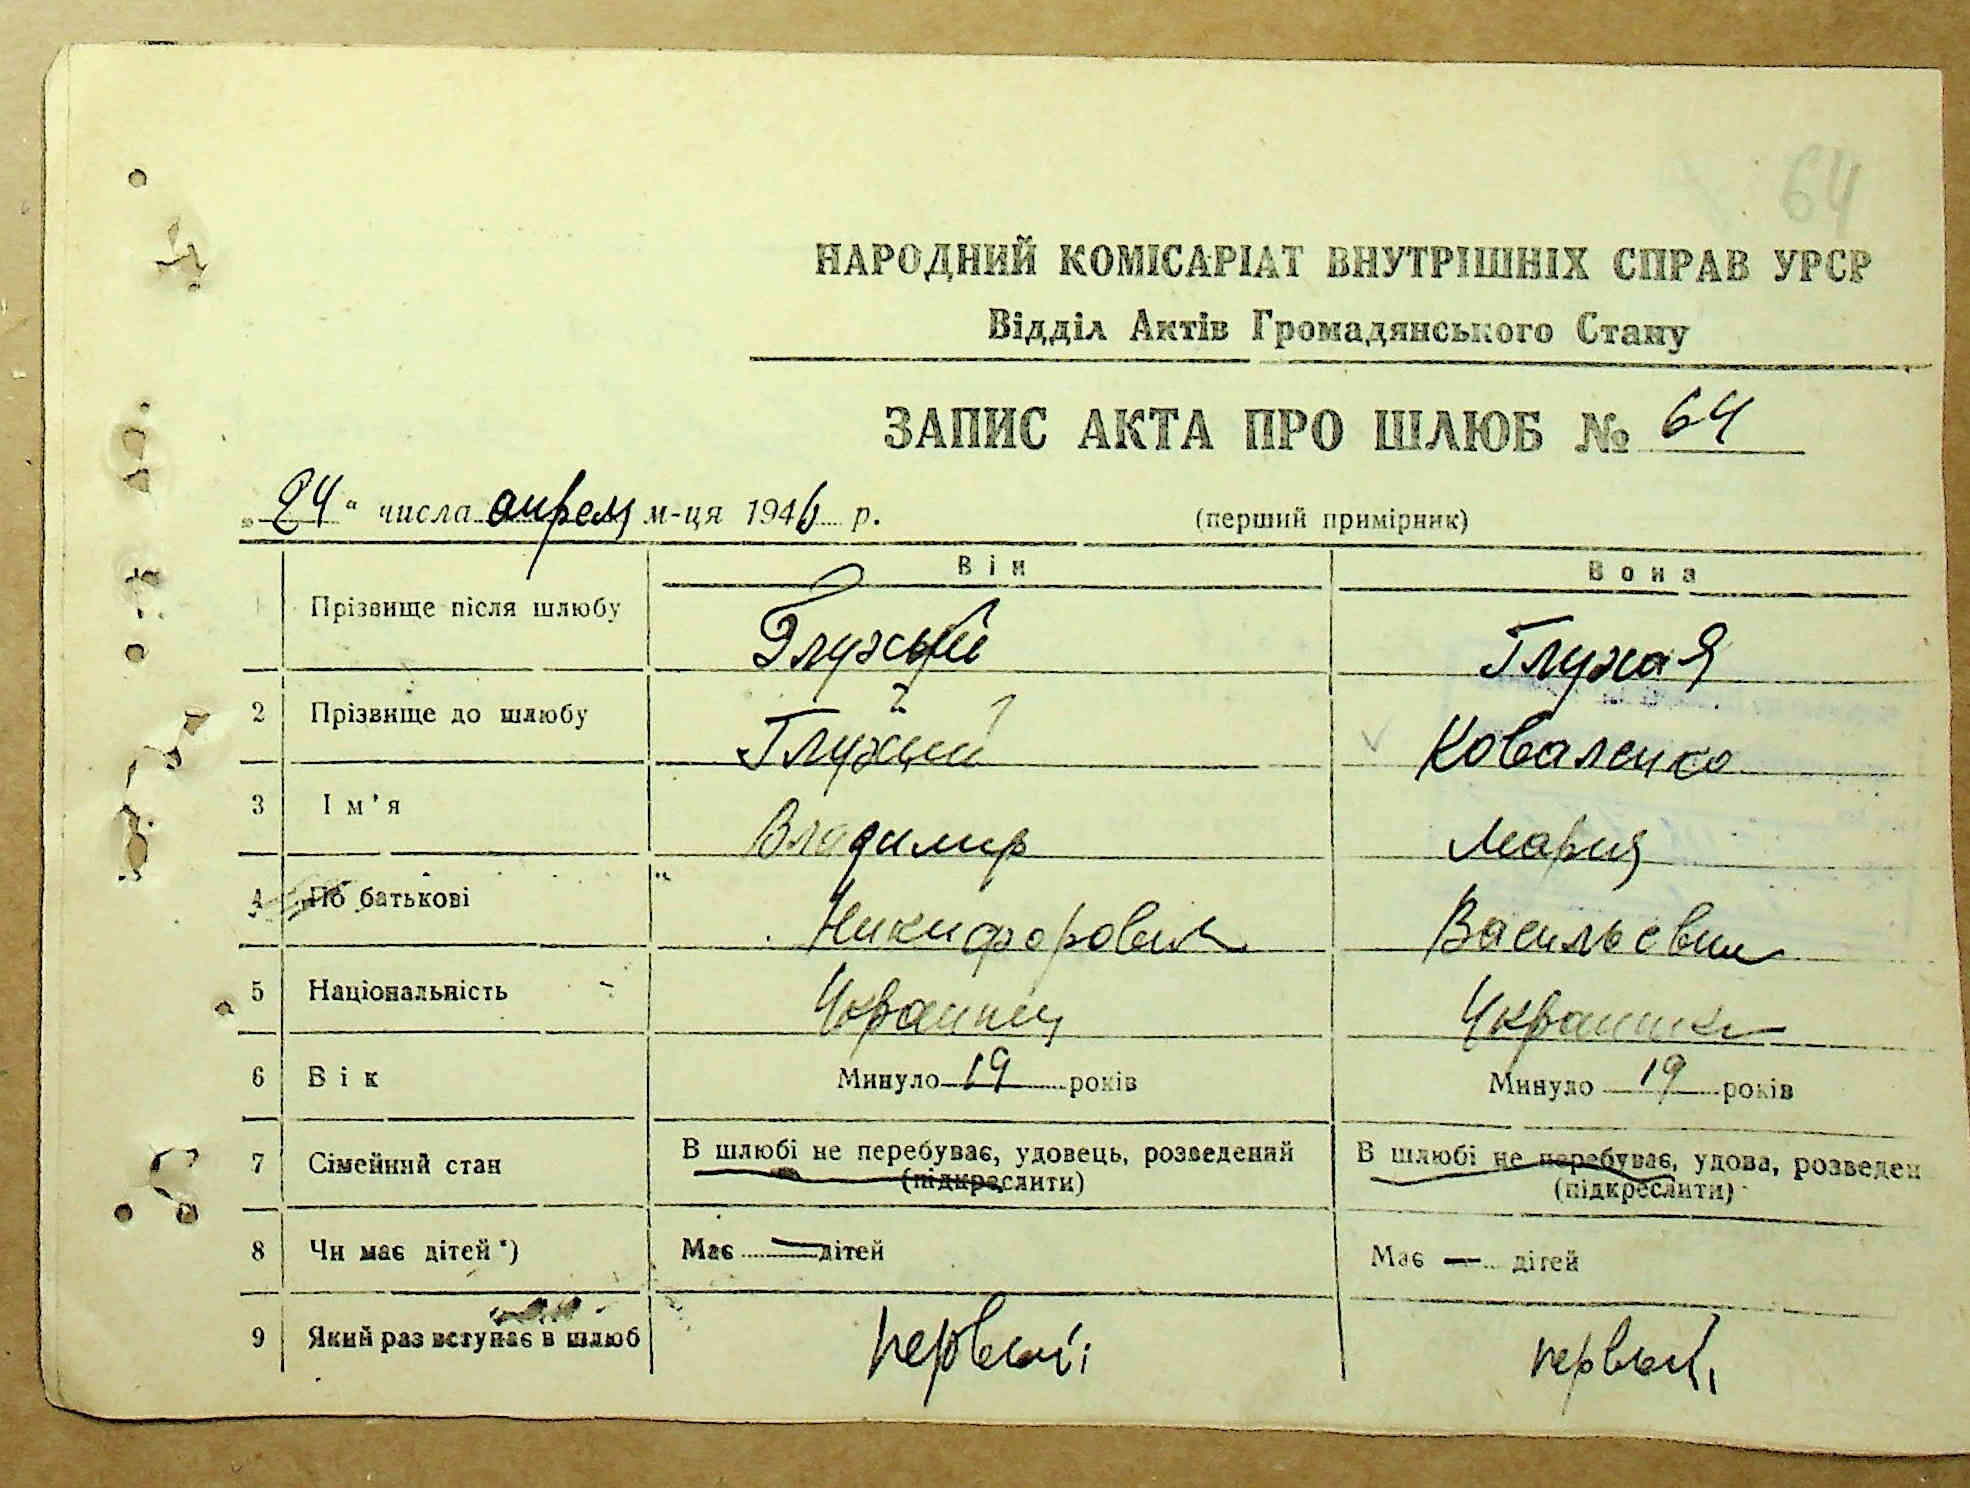 64
НАРОДНИЙ КОМІСАРІАТ ВНУТРІШНІХ СПРАВ УРСР
Відділ Актів Громадянського Стану
ЗАПИС АКТА ПРО ШЛЮБ № 64
„24“ числа апреля м-ця 1946 р. (перший примірник)
Він Вона
1 Прізвище після шлюбу Глухый Глухая
2 Прізвище до шлюбу Глухий Коваленко
3 Ім'я Владимир Мария
4 По батькові Никифорович Васильевна
5 Національність Украинец Украинка
6 Вік Минуло 19 років Минуло 19 років
7 Сімейний стан В шлюбі не перебуває, удовець, розведений В шлюбі не перебуває, удова, розведен
(підкреслити) (підкреслити)
8 Чи має дітей*) Має — дітей Має — дітей
9 Який раз вступає в шлюб первый первый